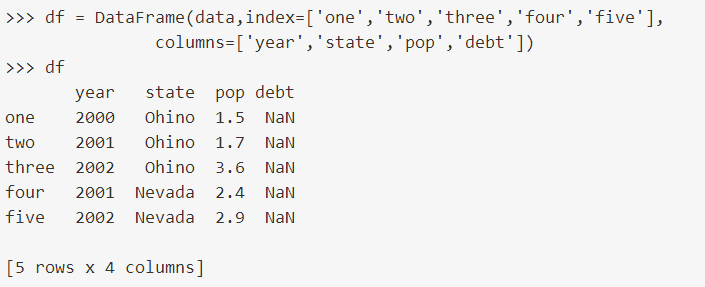 >>> df = DataFrame(data,index=['one','two','three','four','five'],
               columns=['year','state','pop','debt'])
>>> df
       year   state  pop debt
one    2000   Ohino  1.5  NaN
two    2001   Ohino  1.7  NaN
three  2002   Ohino  3.6  NaN
four   2001  Nevada  2.4  NaN
five   2002  Nevada  2.9  NaN
[5 rows x 4 columns]